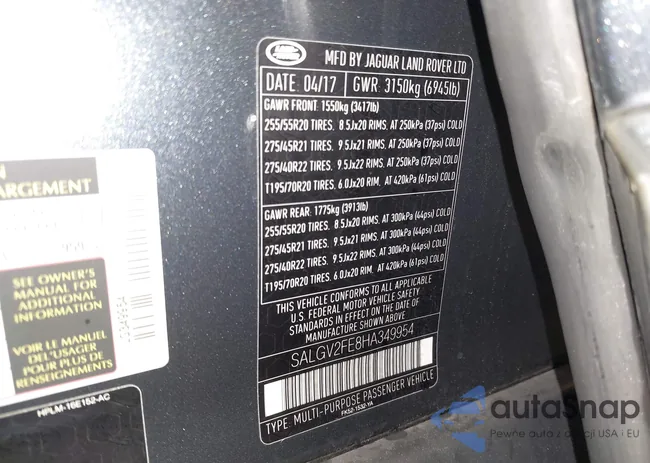 LAND ROVER
MFD BY JAGUAR LAND ROVER LTD
DATE: 04/17 GWR: 3150kg (6945lb)
GAWR FRONT: 1550kg (3417lb)
255/55R20 TIRES. 8.5Jx20 RIMS. AT 250kPa (37psi) COLD
275/45R21 TIRES. 9.5Jx21 RIMS. AT 250kPa (37psi) COLD
275/40R22 TIRES. 9.5Jx22 RIMS. AT 250kPa (37psi) COLD
T195/70R20 TIRES. 6.0Jx20 RIM. AT 420kPa (61psi) COLD
GAWR REAR: 1775kg (3913lb)
255/55R20 TIRES. 8.5Jx20 RIMS. AT 300kPa (44psi) COLD
275/45R21 TIRES. 9.5Jx21 RIMS. AT 300kPa (44psi) COLD
275/40R22 TIRES. 9.5Jx22 RIMS. AT 300kPa (44psi) COLD
T195/70R20 TIRES. 6.0Jx20 RIM. AT 420kPa (61psi) COLD
THIS VEHICLE CONFORMS TO ALL APPLICABLE
U.S. FEDERAL MOTOR VEHICLE SAFETY
STANDARDS IN EFFECT ON THE DATE OF
MANUFACTURE SHOWN ABOVE.
SALGV2FE8HA349954
TYPE: MULTI-PURPOSE PASSENGER VEHICLE
FK52-1532-YA
ARGEMENT
SEE OWNER'S
MANUAL FOR
ADDITIONAL
INFORMATION
VOIR LE MANUEL
DE L'USAGER
POUR PLUS DE
RENSEIGNEMENTS
HPLM-15E152-AC
autaSnap
Pewne auta z aukcji USA i EU